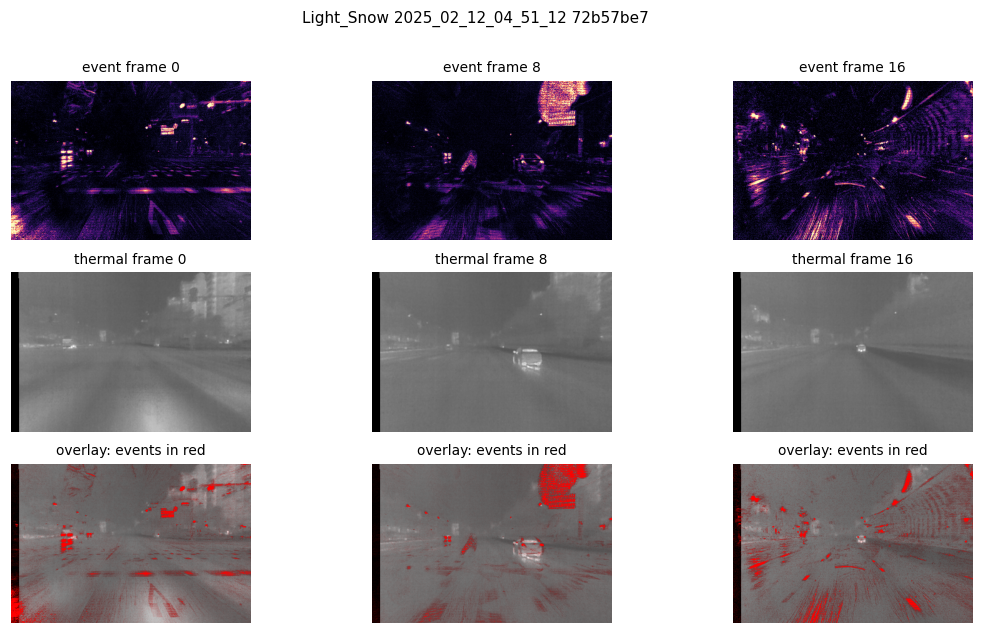 Light_Snow 2025_02_12_04_51_12 72b57be7
event frame 0
event frame 8
event frame 16
thermal frame 0
thermal frame 8
thermal frame 16
overlay: events in red
overlay: events in red
overlay: events in red